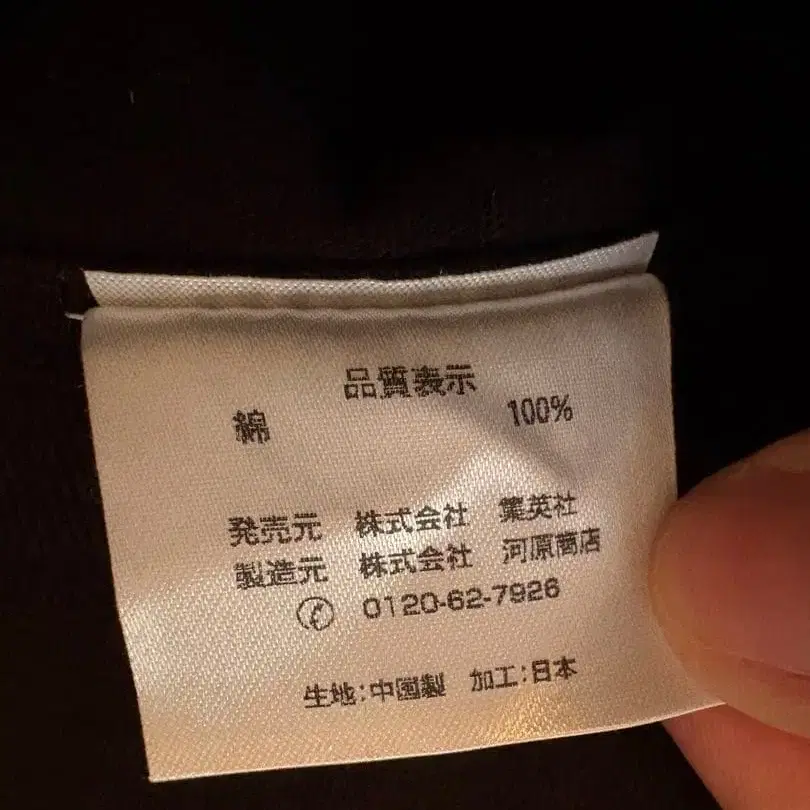 品質表示
綿 100%
発売元 株式会社 集英社
製造元 株式会社 河原商店
✆ 0120-62-7926
生地:中国製 加工:日本